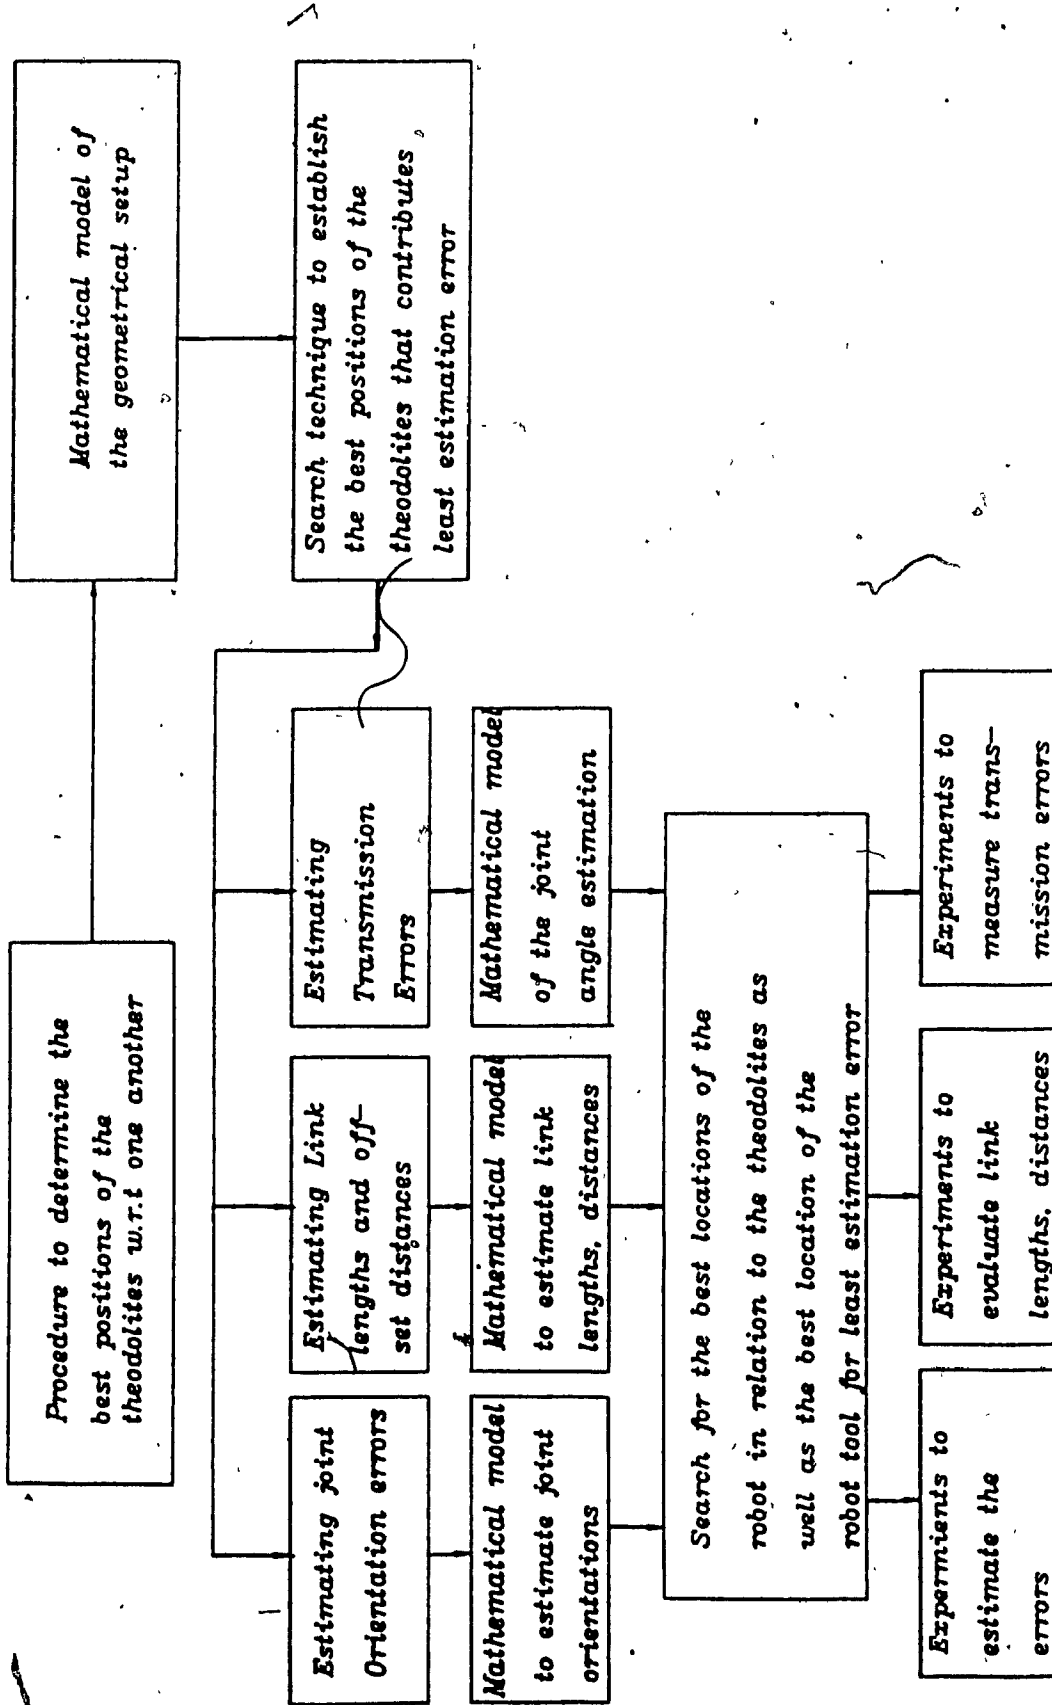 Procedure to determine the
best positions of the
theodolites w.r.t one another
Mathematical model of
the geometrical setup
Search technique to establish
the best positions of the
theodolites that contributes
least estimation error
Estimating joint
Orientation errors
Estimating Link
lengths and off-
set distances
Estimating
Transmission
Errors
Mathematical model
to estimate joint
orientations
Mathematical model
to estimate link
lengths, distances
Mathematical model
of the joint
angle estimation
Search for the best locations of the
robot in relation to the theodolites as
well as the best location of the
robot tool for least estimation error
Expermients to
estimate the
errors
Experiments to
evaluate link
lengths, distances
Experiments to
measure trans-
mission errors